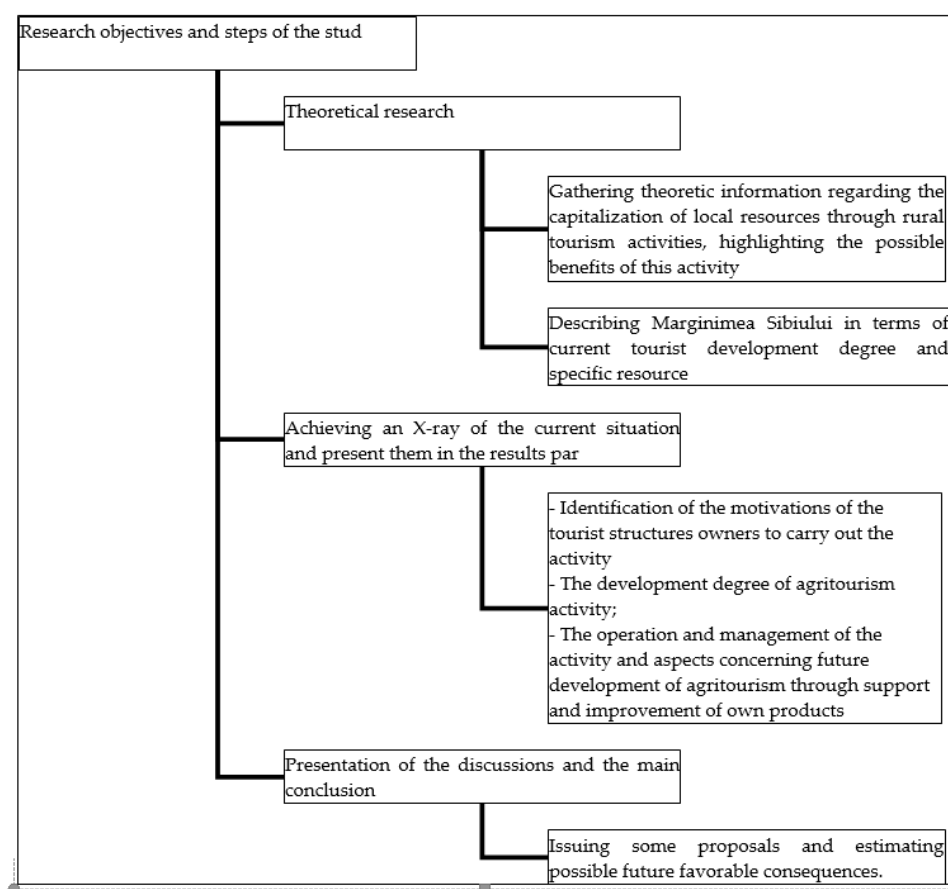 Research objectives and steps of the stud
Theoretical research
Gathering theoretic information regarding the
capitalization of local resources through rural
tourism activities, highlighting the possible
benefits of this activity
Describing Marginimea Sibiului in terms of
current tourist development degree and
specific resource
Achieving an X-ray of the current situation
and present them in the results par
- Identification of the motivations of the
tourist structures owners to carry out the
activity
- The development degree of agritourism
activity;
- The operation and management of the
activity and aspects concerning future
development of agritourism through support
and improvement of own products
Presentation of the discussions and the main
conclusion
Issuing some proposals and estimating
possible future favorable consequences.